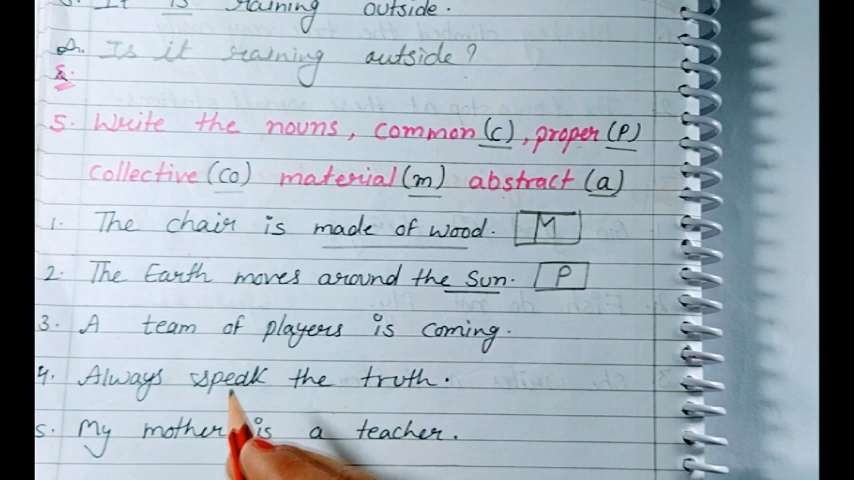 It is raining outside.
A. Is it raining outside?
&.
5. Write the nouns, common (c), proper (P)
collective (co) material (m) abstract (a)
1. The chair is made of wood. M
2. The Earth moves around the Sun. P
3. A team of players is coming.
4. Always speak the truth.
5. My mother is a teacher.